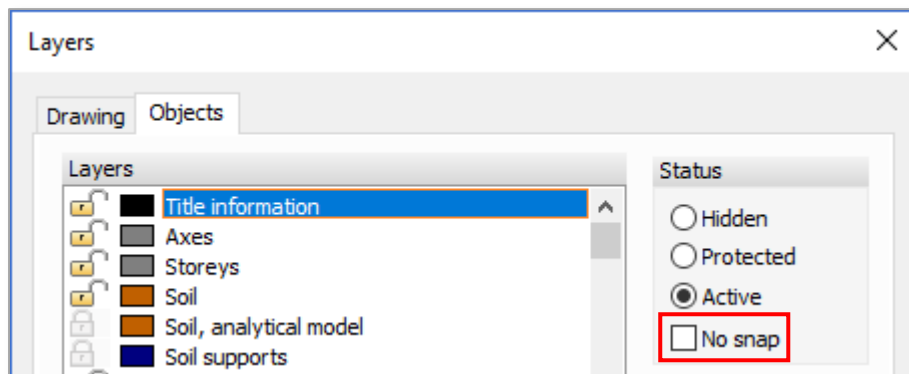 Layers
Drawing
Objects
Layers
Title information
Axes
Storeys
Soil
Soil, analytical model
Soil supports
Status
Hidden
Protected
Active
No snap